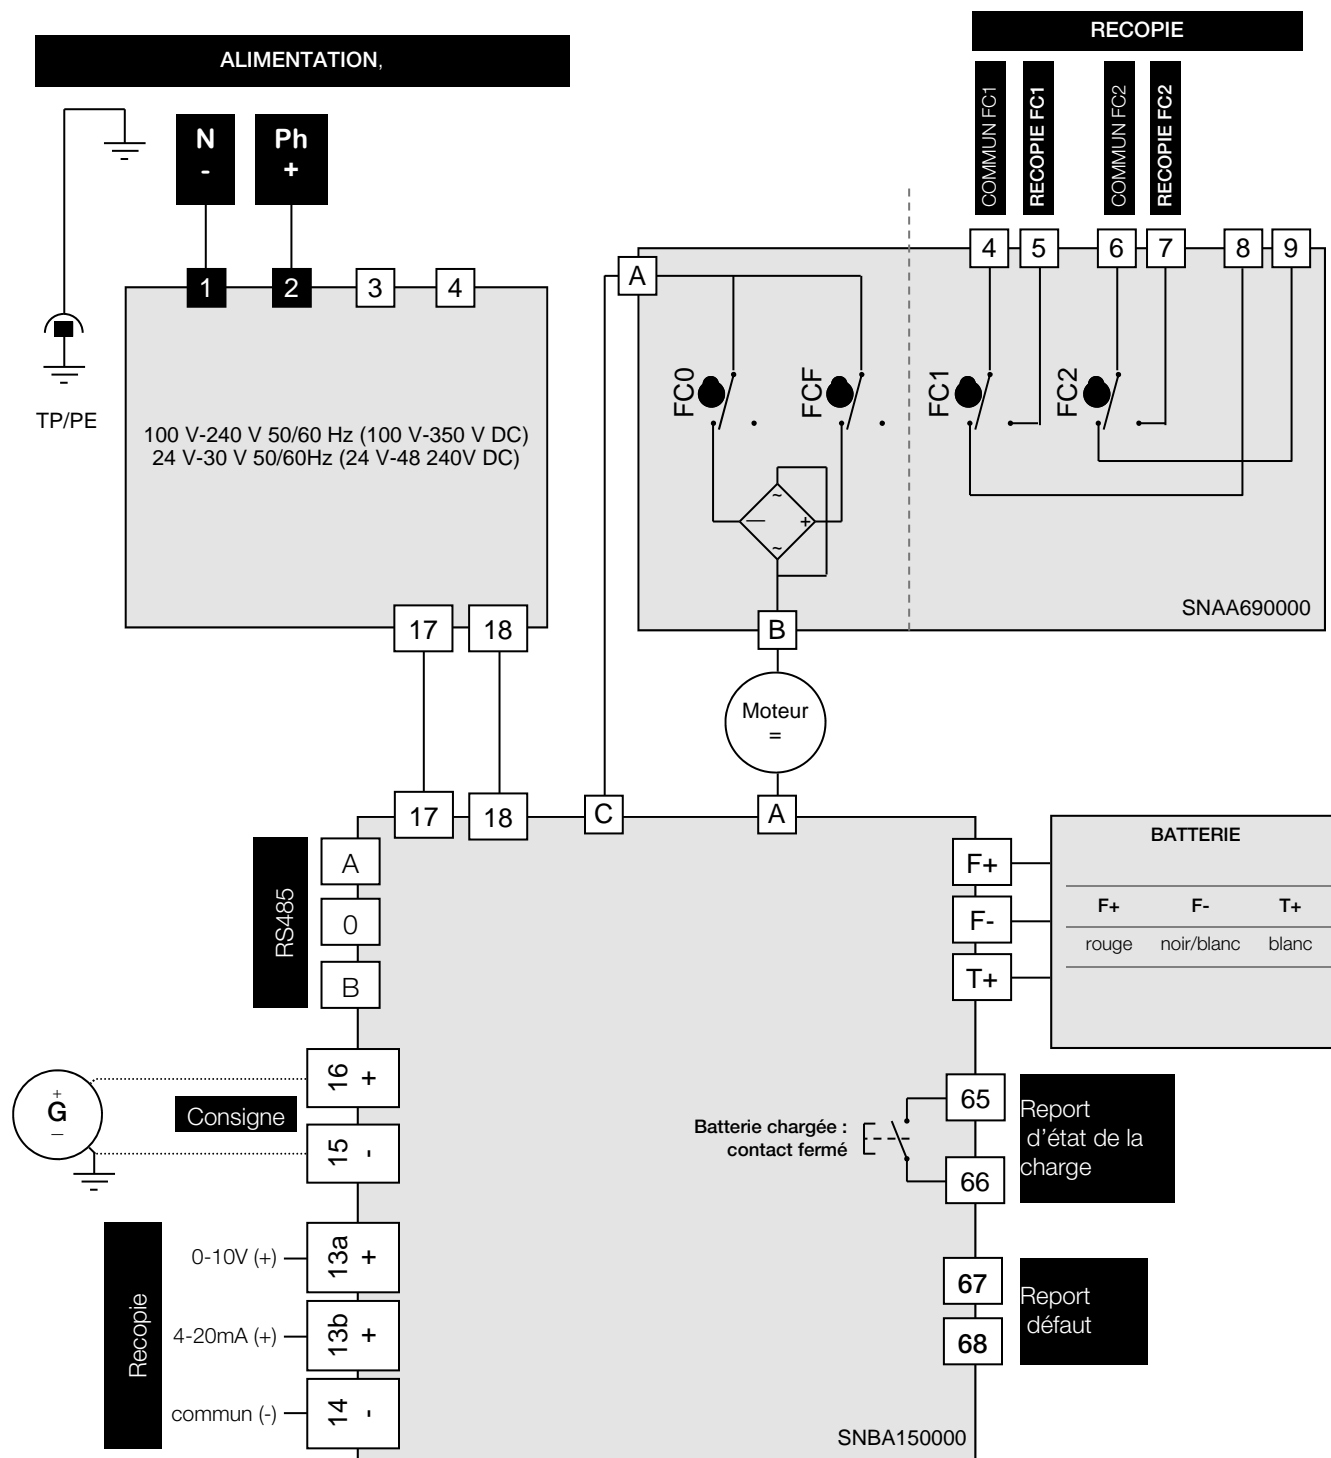 ALIMENTATION,
RECOPIE
COMMUN FC1
RECOPIE FC1
COMMUN FC2
RECOPIE FC2
N
-
Ph
+
1
2
3
4
TP/PE
100 V-240 V 50/60 Hz (100 V-350 V DC)
24 V-30 V 50/60Hz (24 V-48 240V DC)
17
18
4
5
6
7
8
9
A
FC0
FCF
FC1
FC2
~
—
+
~
SNAA690000
B
Moteur
=
17
18
C
A
RS485
A
0
B
F+
F-
T+
BATTERIE
F+ F- T+
rouge noir/blanc blanc
+
G
—
Consigne
16 +
15 -
Batterie chargée :
contact fermé
65
66
Report
d'état de la
charge
Recopie
0-10V (+)
13a +
4-20mA (+)
13b +
commun (-)
14 -
67
68
Report
défaut
SNBA150000